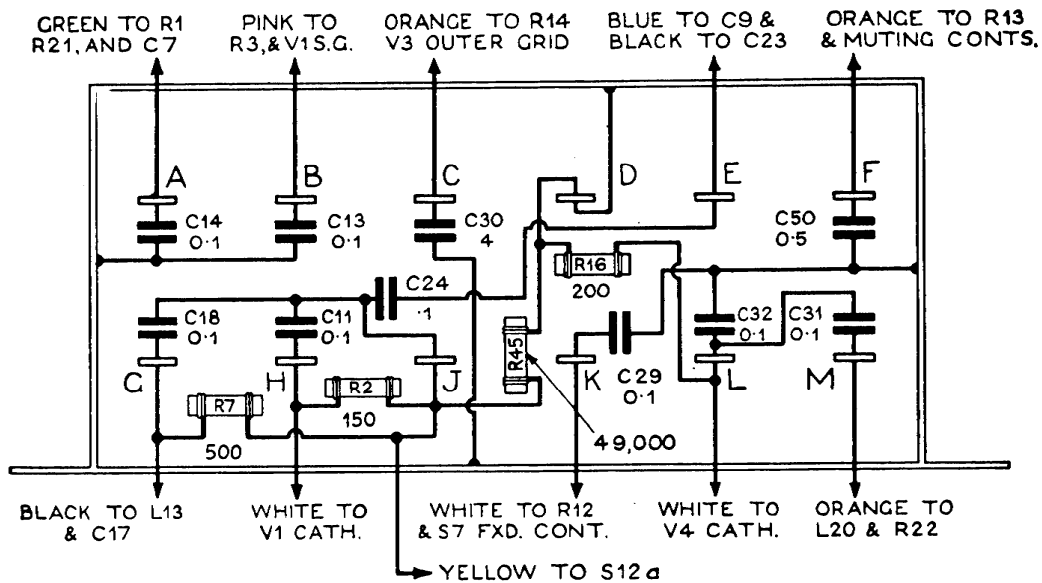 GREEN TO R1
R21, AND C7
PINK TO
R3, & V1 S.G.
ORANGE TO R14
V3 OUTER GRID
BLUE TO C9 &
BLACK TO C23
ORANGE TO R13
& MUTING CONTS.
A
B
C
D
E
F
C14
0·1
C13
0·1
C30
4
C50
0·5
R16
200
C24
·1
C18
0·1
C11
0·1
C32
0·1
C31
0·1
R45
C29
0·1
G
H
J
K
L
M
R7
500
R2
150
49,000
BLACK TO L13
& C17
WHITE TO
V1 CATH.
WHITE TO R12
& S7 FXD. CONT.
WHITE TO
V4 CATH.
ORANGE TO
L20 & R22
YELLOW TO S12a